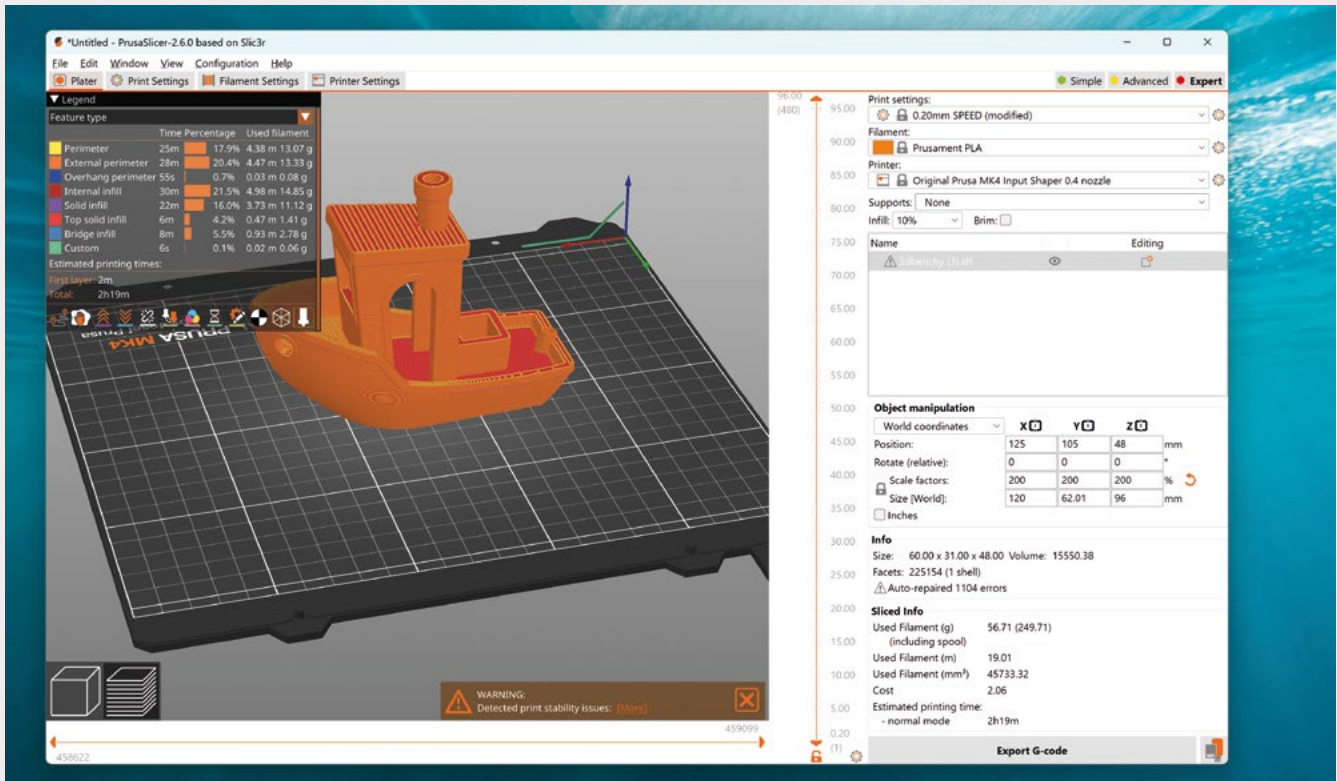 *Untitled - PrusaSlicer-2.6.0 based on Slic3r
File Edit Window View Configuration Help
Plater Print Settings Filament Settings Printer Settings
Simple Advanced Expert
Legend
Feature type
Time Percentage Used filament
Perimeter 25m 17.9% 4.38 m 13.07 g
External perimeter 28m 20.4% 4.47 m 13.33 g
Overhang perimeter 55s 0.7% 0.03 m 0.08 g
Internal infill 30m 21.5% 4.98 m 14.85 g
Solid infill 22m 16.0% 3.73 m 11.12 g
Top solid infill 6m 4.2% 0.47 m 1.41 g
Bridge infill 8m 5.5% 0.93 m 2.78 g
Custom 6s 0.1% 0.02 m 0.06 g
Estimated printing times:
First layer: 2m
Total: 2h19m
PRUSA MK4
by Josef Prusa
WARNING:
Detected print stability issues: (More)
458622
459099
96.00
(480)
95.00
90.00
85.00
80.00
75.00
70.00
65.00
60.00
55.00
50.00
45.00
40.00
35.00
30.00
25.00
20.00
15.00
10.00
5.00
0.20
(1)
Print settings:
0.20mm SPEED (modified)
Filament:
Prusament PLA
Printer:
Original Prusa MK4 Input Shaper 0.4 nozzle
Supports: None
Infill: 10% Brim:
Name Editing
3dbenchy (3).stl
Object manipulation
World coordinates X Y Z
Position: 125 105 48 mm
Rotate (relative): 0 0 0 °
Scale factors: 200 200 200 %
Size [World]: 120 62.01 96 mm
Inches
Info
Size: 60.00 x 31.00 x 48.00 Volume: 15550.38
Facets: 225154 (1 shell)
Auto-repaired 1104 errors
Sliced Info
Used Filament (g) 56.71 (249.71)
(including spool)
Used Filament (m) 19.01
Used Filament (mm³) 45733.32
Cost 2.06
Estimated printing time:
- normal mode 2h19m
Export G-code